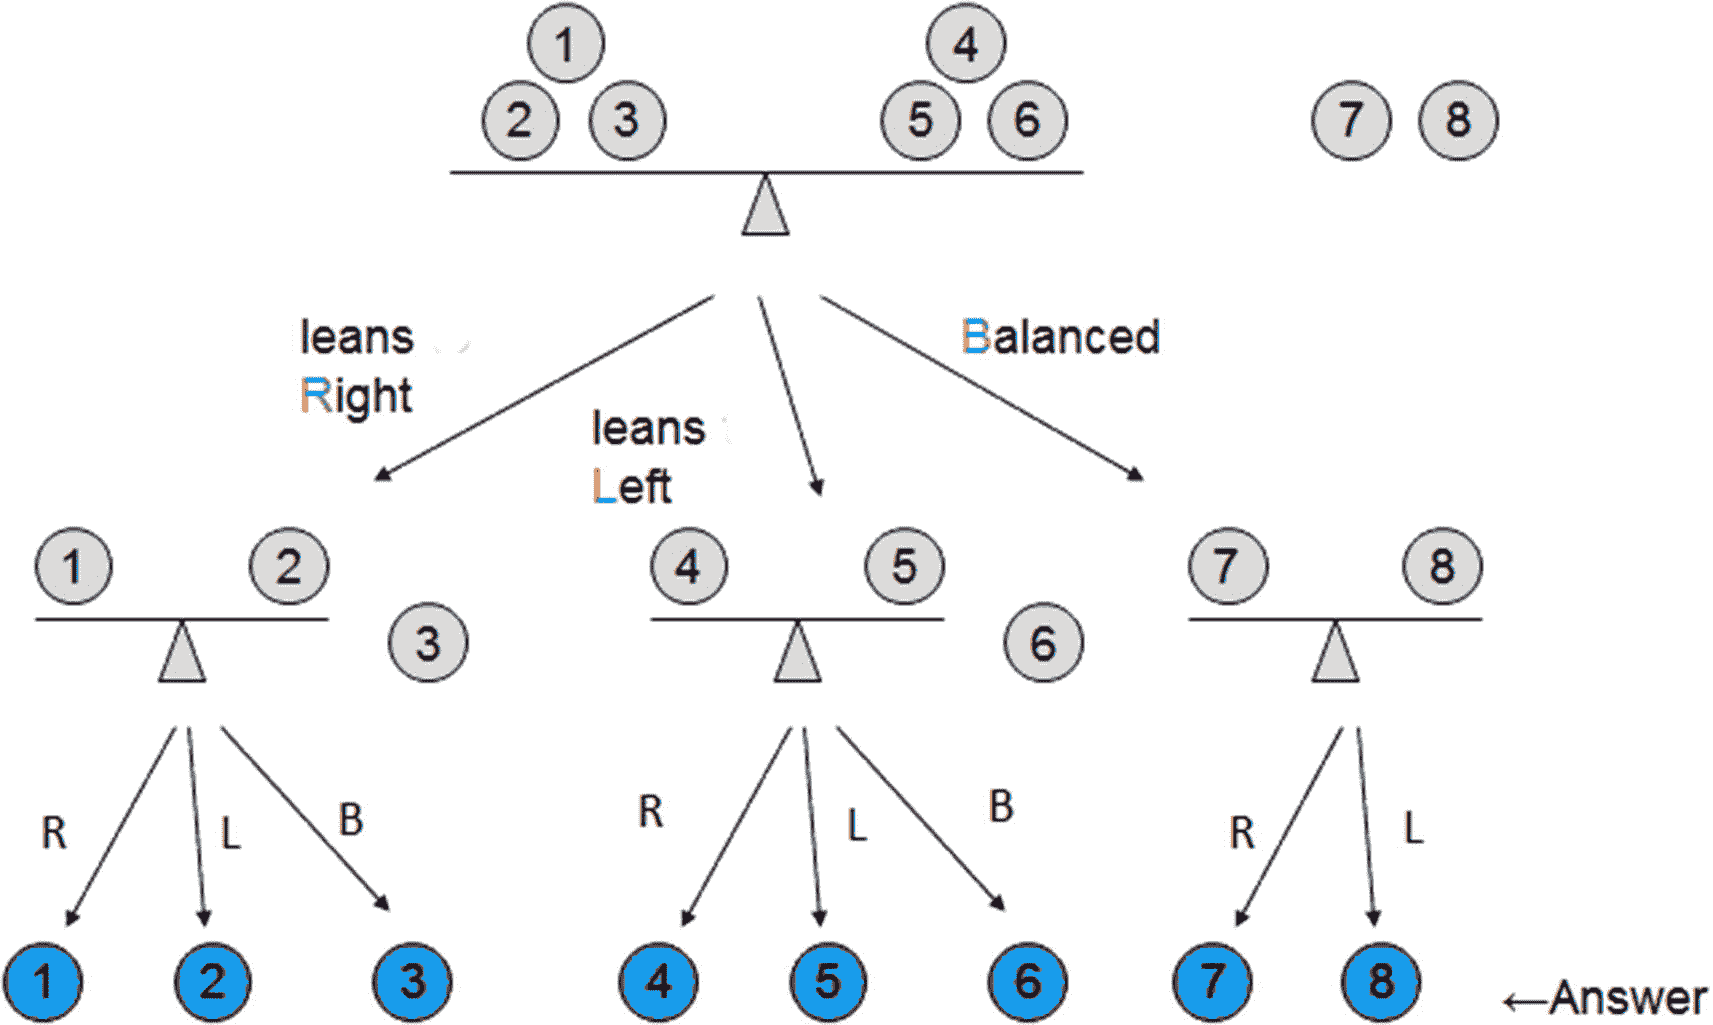 1 4
2 3 5 6 7 8
leans
Right
Balanced
leans
Left
1 2 4 5 7 8
3 6
R L B R L B R L
1 2 3 4 5 6 7 8 ←Answer